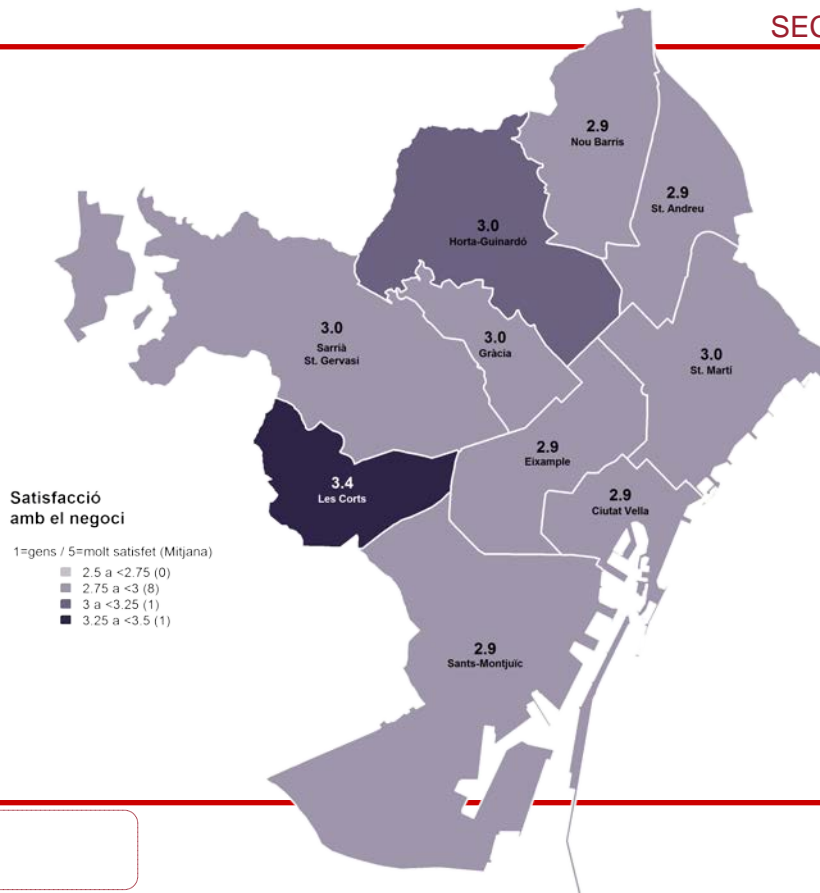 SEC
2.9
Nou Barris
2.9
St. Andreu
3.0
Horta-Guinardó
3.0
Sarrià
St. Gervasi
3.0
Gràcia
3.0
St. Martí
2.9
Eixample
3.4
Les Corts
2.9
Ciutat Vella
2.9
Sants-Montjuïc
Satisfacció
amb el negoci
1=gens / 5=molt satisfet (Mitjana)
2.5 a <2.75 (0)
2.75 a <3 (8)
3 a <3.25 (1)
3.25 a <3.5 (1)